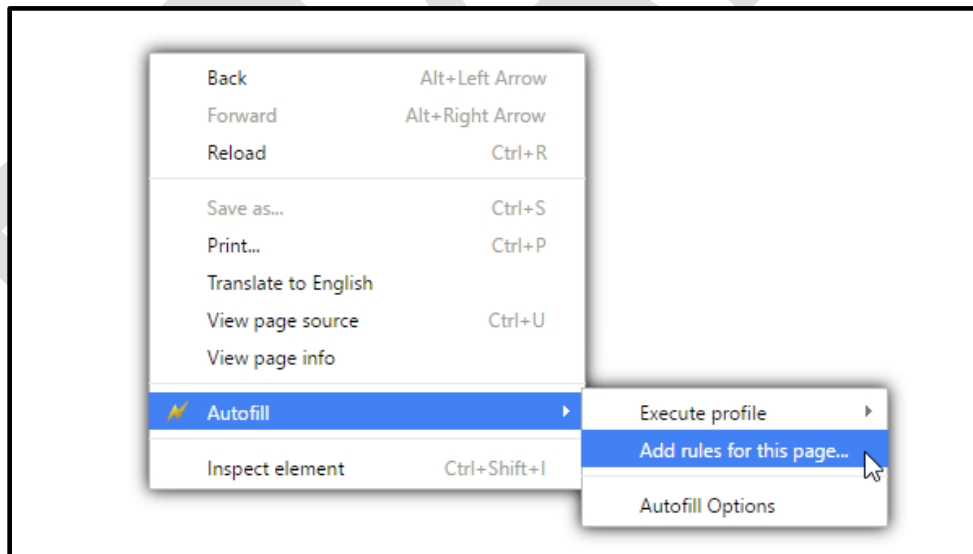 Back Alt+Left Arrow
Forward Alt+Right Arrow
Reload Ctrl+R
Save as... Ctrl+S
Print... Ctrl+P
Translate to English
View page source Ctrl+U
View page info
Autofill
Inspect element Ctrl+Shift+I
Execute profile
Add rules for this page...
Autofill Options